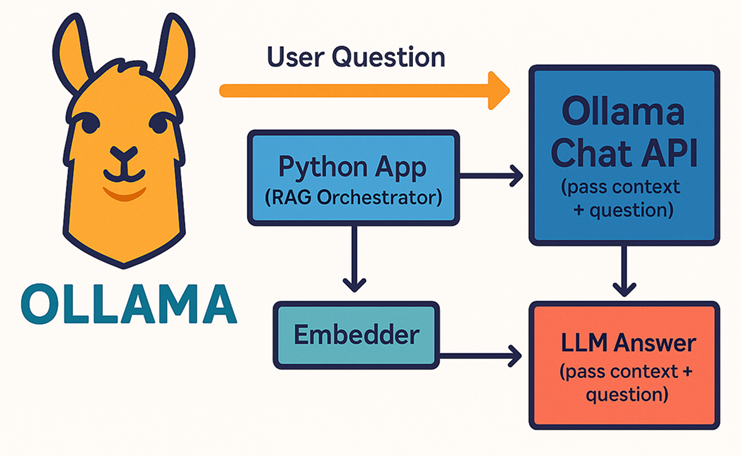 User Question
Ollama
Chat API
(pass context
+ question)
Python App
(RAG Orchestrator)
OLLAMA
Embedder
LLM Answer
(pass context +
question)